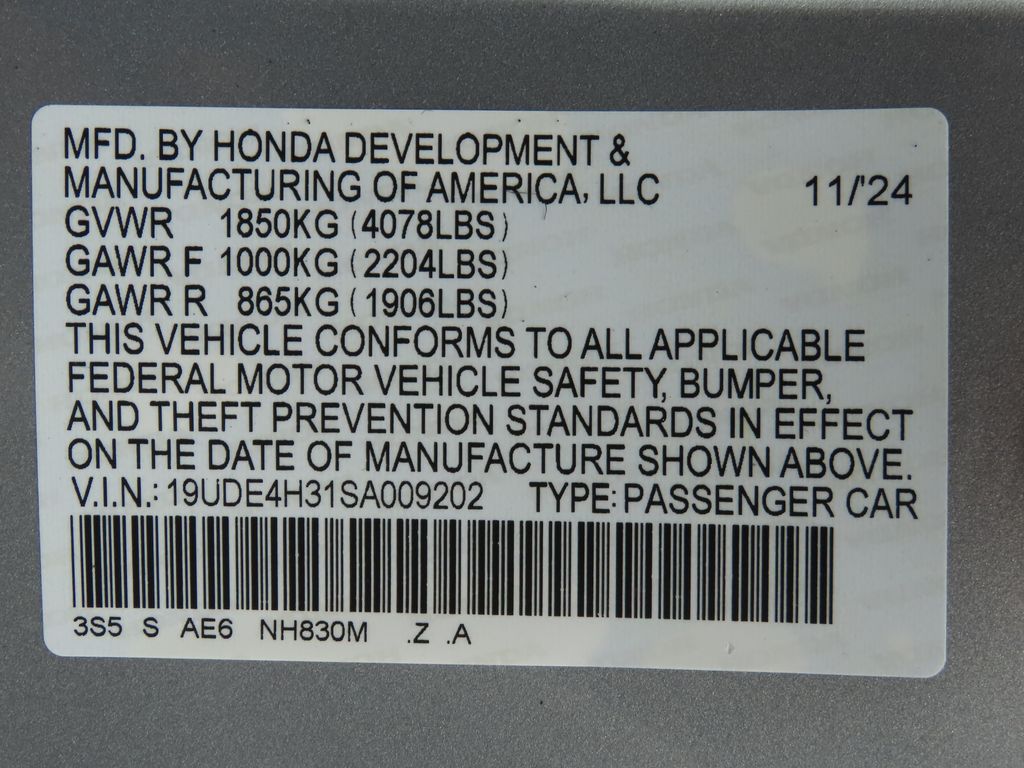 MFD. BY HONDA DEVELOPMENT &
MANUFACTURING OF AMERICA, LLC 11/'24
GVWR 1850KG (4078LBS)
GAWR F 1000KG (2204LBS)
GAWR R 865KG (1906LBS)
THIS VEHICLE CONFORMS TO ALL APPLICABLE
FEDERAL MOTOR VEHICLE SAFETY, BUMPER,
AND THEFT PREVENTION STANDARDS IN EFFECT
ON THE DATE OF MANUFACTURE SHOWN ABOVE.
V.I.N.: 19UDE4H31SA009202 TYPE: PASSENGER CAR
3S5 S AE6 NH830M .Z .A